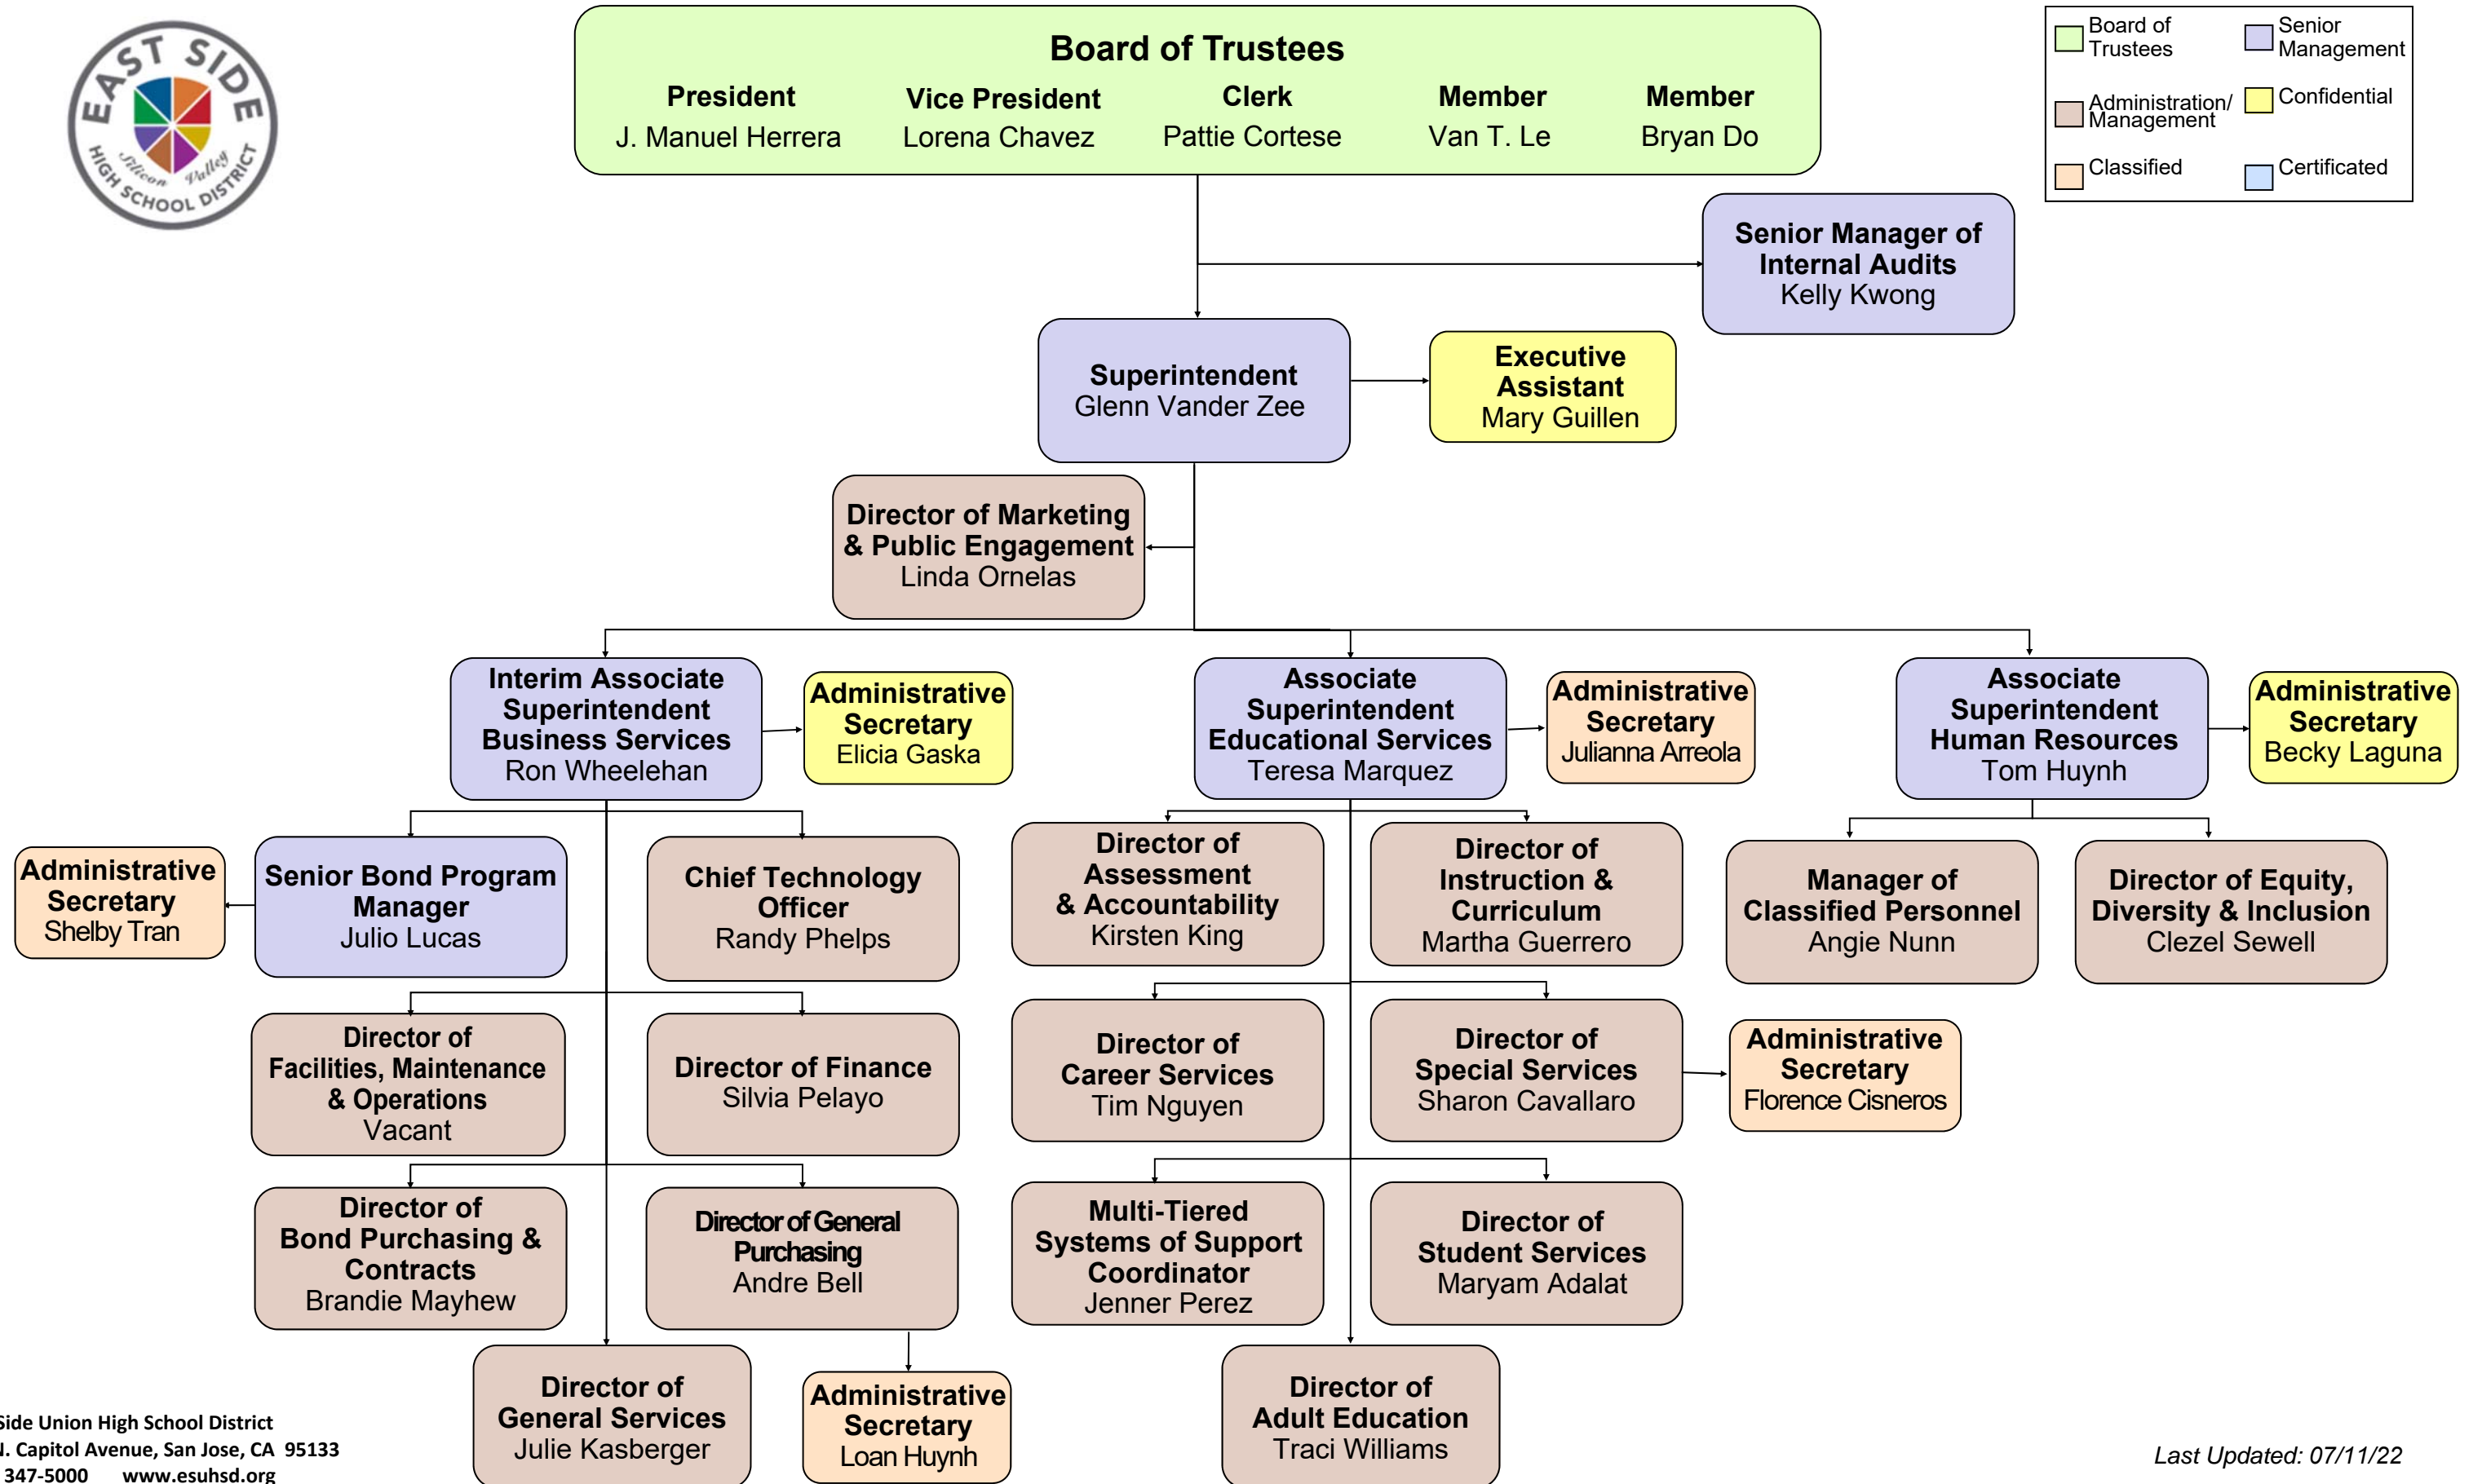 EAST SIDE
HIGH SCHOOL DISTRICT
Silicon Valley
Board of Trustees
President
J. Manuel Herrera
Vice President
Lorena Chavez
Clerk
Pattie Cortese
Member
Van T. Le
Member
Bryan Do
Board of
Trustees
Senior
Management
Administration/
Management
Confidential
Classified
Certificated
Senior Manager of
Internal Audits
Kelly Kwong
Superintendent
Glenn Vander Zee
Executive
Assistant
Mary Guillen
Director of Marketing
& Public Engagement
Linda Ornelas
Interim Associate
Superintendent
Business Services
Ron Wheelehan
Administrative
Secretary
Elicia Gaska
Associate
Superintendent
Educational Services
Teresa Marquez
Administrative
Secretary
Julianna Arreola
Associate
Superintendent
Human Resources
Tom Huynh
Administrative
Secretary
Becky Laguna
Administrative
Secretary
Shelby Tran
Senior Bond Program
Manager
Julio Lucas
Chief Technology
Officer
Randy Phelps
Director of
Assessment
& Accountability
Kirsten King
Director of
Instruction &
Curriculum
Martha Guerrero
Manager of
Classified Personnel
Angie Nunn
Director of Equity,
Diversity & Inclusion
Clezel Sewell
Director of
Facilities, Maintenance
& Operations
Vacant
Director of Finance
Silvia Pelayo
Director of
Career Services
Tim Nguyen
Director of
Special Services
Sharon Cavallaro
Administrative
Secretary
Florence Cisneros
Director of
Bond Purchasing &
Contracts
Brandie Mayhew
Director of General
Purchasing
Andre Bell
Multi-Tiered
Systems of Support
Coordinator
Jenner Perez
Director of
Student Services
Maryam Adalat
Director of
General Services
Julie Kasberger
Administrative
Secretary
Loan Huynh
Director of
Adult Education
Traci Williams
Side Union High School District
N. Capitol Avenue, San Jose, CA 95133
347-5000 www.esuhsd.org
Last Updated: 07/11/22